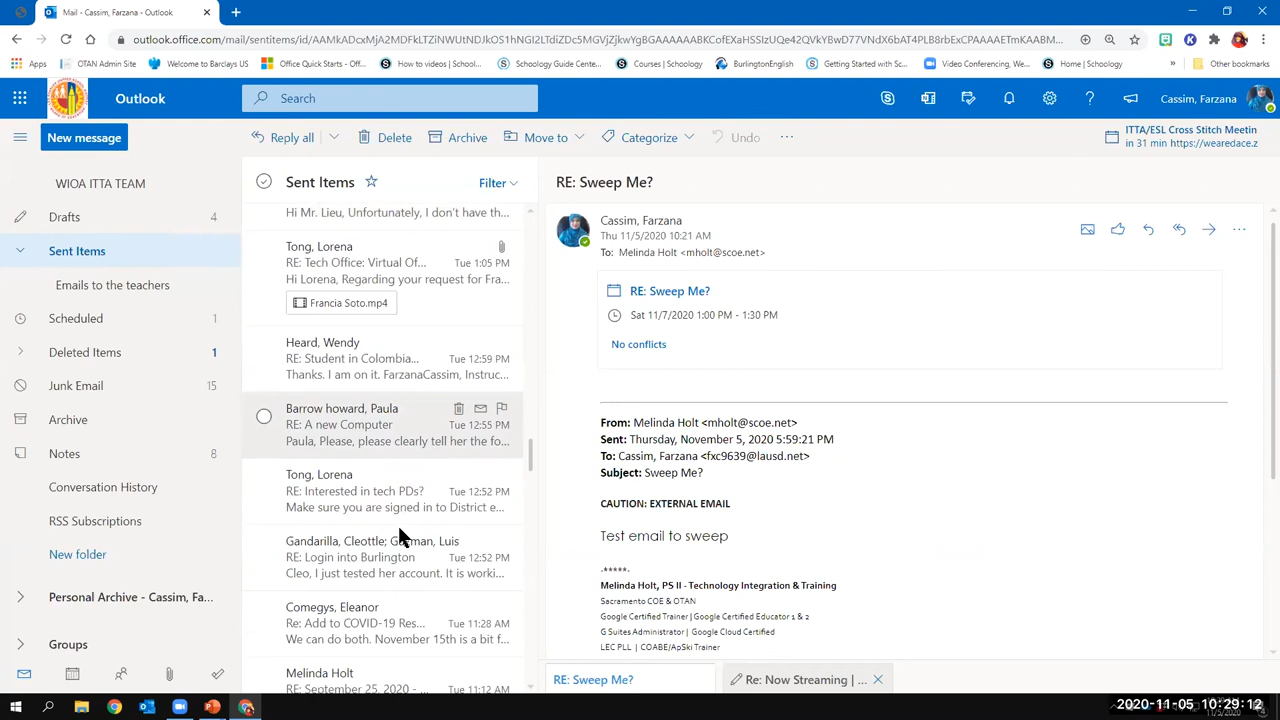 Mail - Cassim, Farzana - Outlook
outlook.office.com/mail/sentitems/id/AAMkADcxMjA2MDFkLTZiNWUtNDJkOS1hNGI2LTdiZDc5MGVjZjkwYgBGAAAAAABKCofEXaHSSIzUQe42QVkYBwD77VNdX6bAT4PLB8rbExCPAAAAETmKAABM...
Apps
OTAN Admin Site
Welcome to Barclays US
Office Quick Starts - Off...
How to videos | School...
Schoology Guide Cente...
Courses | Schoology
BurlingtonEnglish
Getting Started with Sc...
Video Conferencing, We...
Home | Schoology
»
Other bookmarks
Outlook
Search
Cassim, Farzana
New message
Reply all
Delete
Archive
Move to
Categorize
Undo
ITTA/ESL Cross Stitch Meetin
in 31 min https://wearedace.z
WIOA ITTA TEAM
Drafts 4
Sent Items
Emails to the teachers
Scheduled 1
Deleted Items 1
Junk Email 15
Archive
Notes 8
Conversation History
RSS Subscriptions
New folder
Personal Archive - Cassim, Fa...
Groups
Sent Items
Filter
Hi Mr. Lieu, Unfortunately, I don't have th...
Tong, Lorena
RE: Tech Office: Virtual Of... Tue 1:05 PM
Hi Lorena, Regarding your request for Fra...
Francia Soto.mp4
Heard, Wendy
RE: Student in Colombia... Tue 12:59 PM
Thanks. I am on it. FarzanaCassim, Instruc...
Barrow howard, Paula
RE: A new Computer Tue 12:55 PM
Paula, Please, please clearly tell her the fo...
Tong, Lorena
RE: Interested in tech PDs? Tue 12:52 PM
Make sure you are signed in to District e...
Gandarilla, Cleottle; Luis
RE: Login into Burlington Tue 12:52 PM
Cleo, I just tested her account. It is worki...
Comegys, Eleanor
Re: Add to COVID-19 Res... Tue 11:28 AM
We can do both. November 15th is a bit f...
Melinda Holt
RE: September 25, 2020 - ... Tue 11:12 AM
RE: Sweep Me?
Cassim, Farzana
Thu 11/5/2020 10:21 AM
To: Melinda Holt <mholt@scoe.net>
RE: Sweep Me?
Sat 11/7/2020 1:00 PM - 1:30 PM
No conflicts
From: Melinda Holt <mholt@scoe.net>
Sent: Thursday, November 5, 2020 5:59:21 PM
To: Cassim, Farzana <fxc9639@lausd.net>
Subject: Sweep Me?
CAUTION: EXTERNAL EMAIL
Test email to sweep
-*****-
Melinda Holt, PS II - Technology Integration & Training
Sacramento COE & OTAN
Google Certified Trainer | Google Certified Educator 1 & 2
G Suites Administrator | Google Cloud Certified
LEC PLL | COABE/ApSki Trainer
RE: Sweep Me?
Re: Now Streaming | ...
2020-11-05 10:29:12